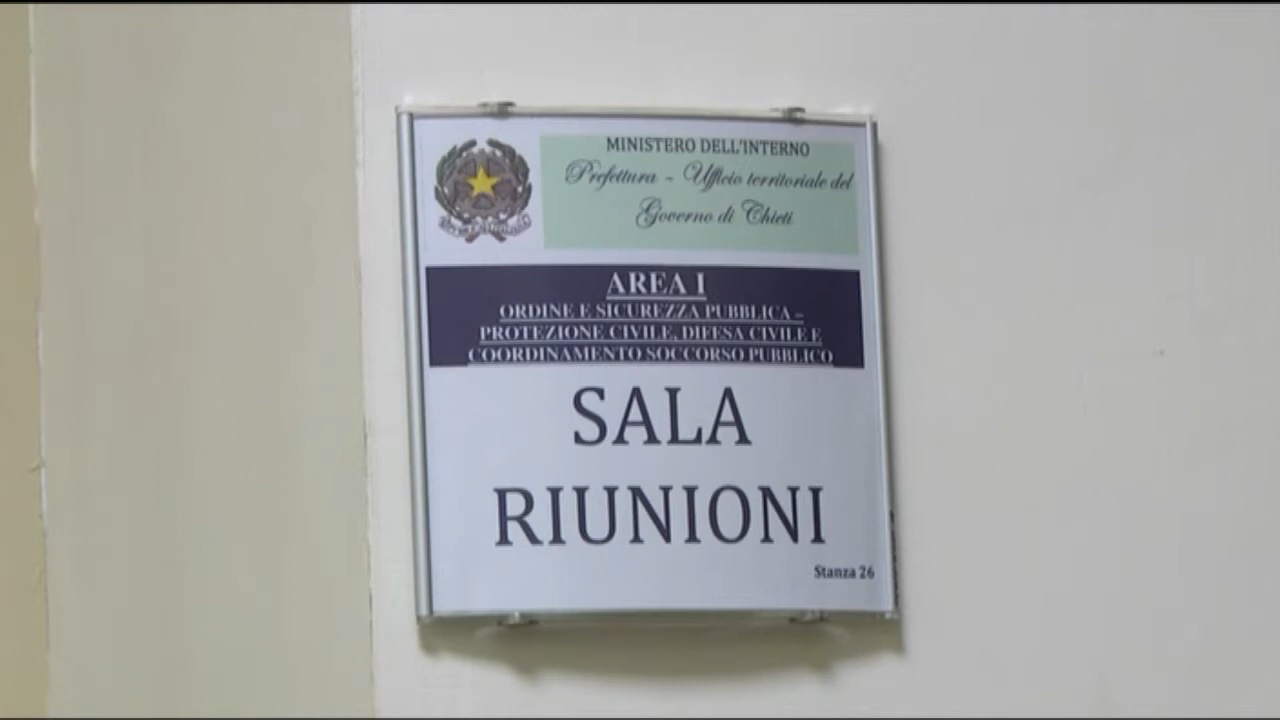 MINISTERO DELL'INTERNO
Prefettura - Ufficio territoriale del
Governo di Chieti
AREA I
ORDINE E SICUREZZA PUBBLICA –
PROTEZIONE CIVILE, DIFESA CIVILE E
COORDINAMENTO SOCCORSO PUBBLICO
SALA
RIUNIONI
Stanza 26